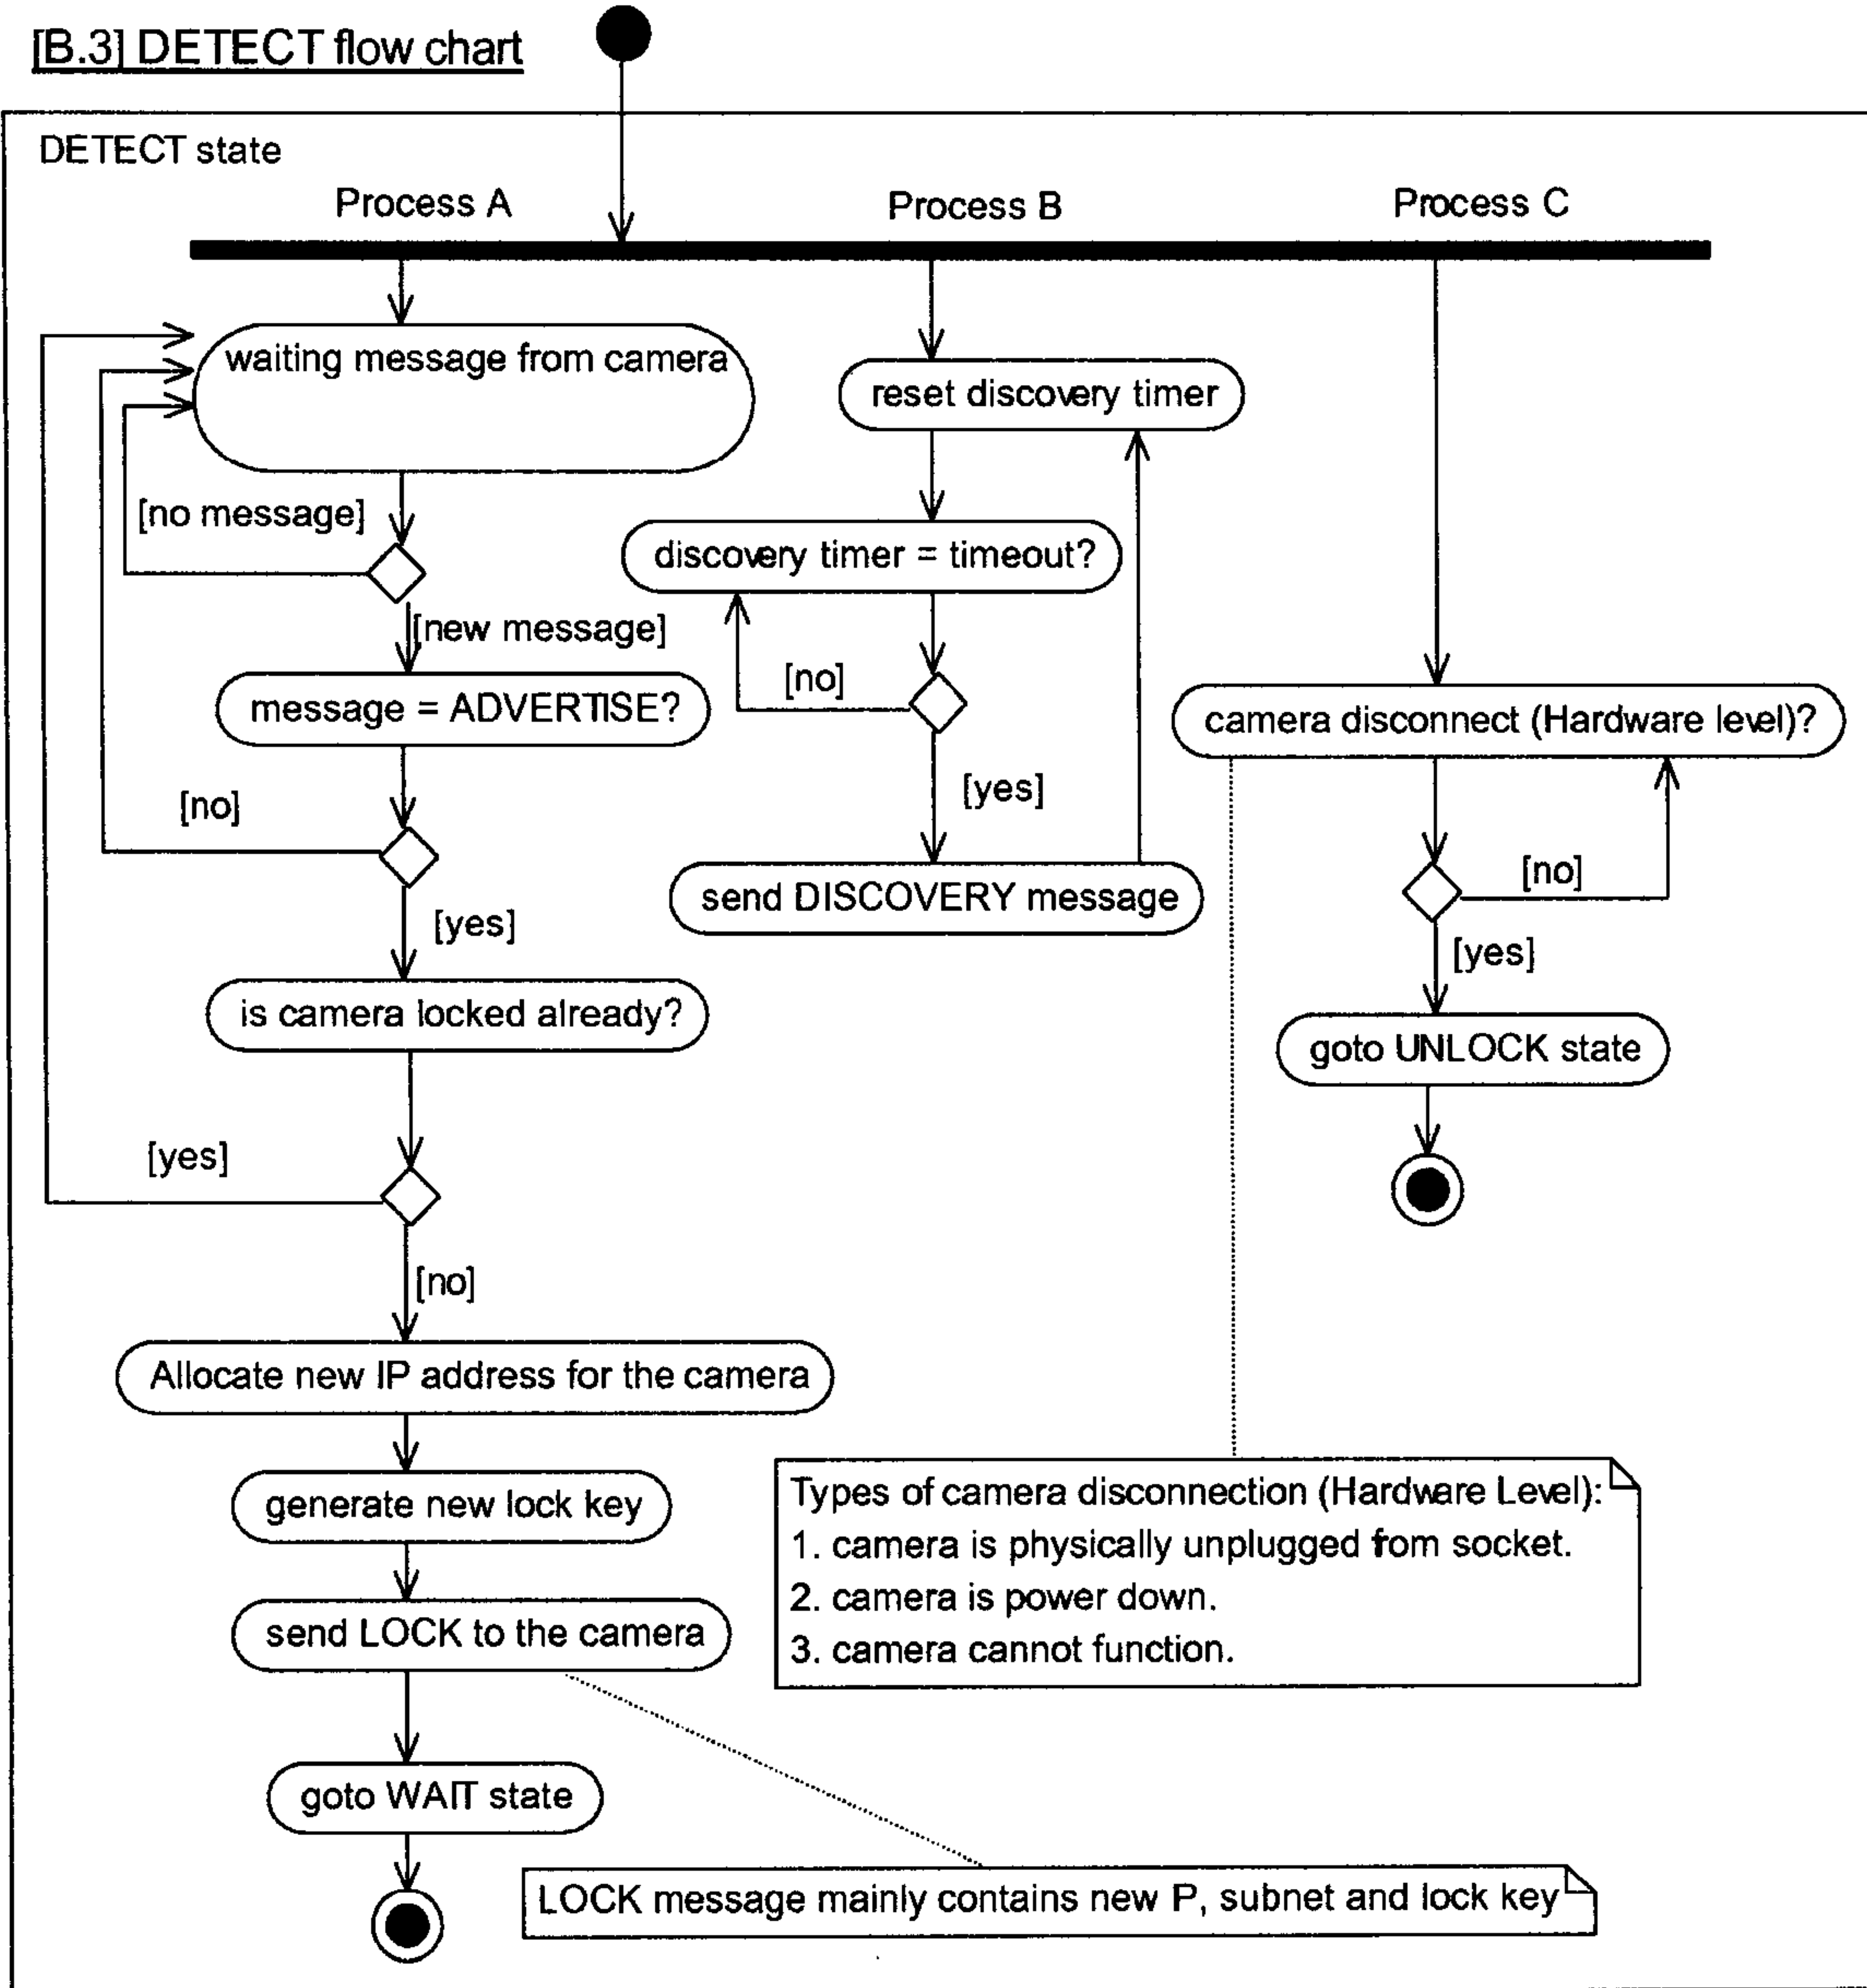 [B.3] DETECT flow chart
DETECT state
Process A
Process B
Process C
waiting message from camera
[no message]
[new message]
message = ADVERTISE?
[no]
[yes]
is camera locked already?
[yes]
[no]
Allocate new IP address for the camera
generate new lock key
send LOCK to the camera
goto WAIT state
reset discovery timer
discovery timer = timeout?
[no]
[yes]
send DISCOVERY message
camera disconnect (Hardware level)?
[no]
[yes]
goto UNLOCK state
Types of camera disconnection (Hardware Level):
1. camera is physically unplugged from socket.
2. camera is power down.
3. camera cannot function.
LOCK message mainly contains new P, subnet and lock key